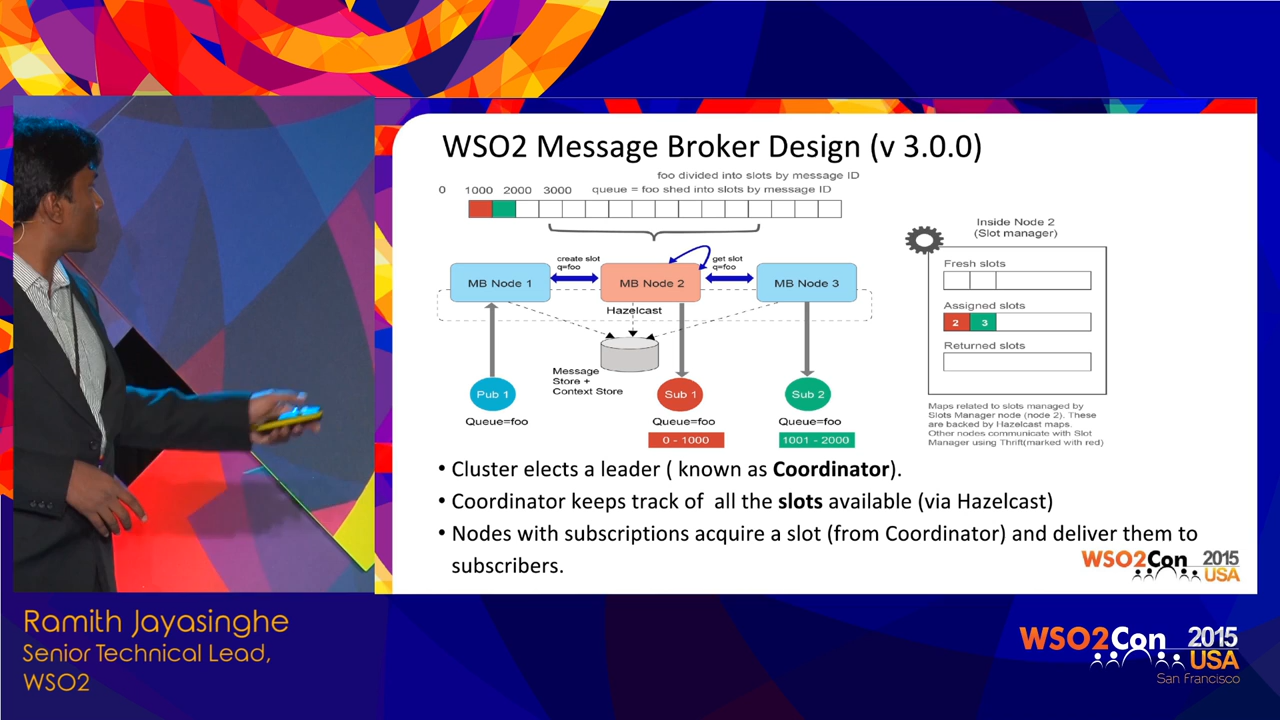 WSO2 Message Broker Design (v 3.0.0)
foo divided into slots by message ID
0 1000 2000 3000 queue = foo shed into slots by message ID
Inside Node 2
(Slot manager)
create slot
q=foo
get slot
q=foo
MB Node 1
MB Node 2
MB Node 3
Hazelcast
Fresh slots
Assigned slots
2 3
Returned slots
Message
Store +
Context Store
Pub 1
Sub 1
Sub 2
Queue=foo
Queue=foo
Queue=foo
0 - 1000
1001 - 2000
Maps related to slots managed by
Slots Manager node (node 2). These
are backed by Hazelcast maps.
Other nodes communicate with Slot
Manager using Thrift(marked with red)
• Cluster elects a leader ( known as Coordinator).
• Coordinator keeps track of all the slots available (via Hazelcast)
• Nodes with subscriptions acquire a slot (from Coordinator) and deliver them to
subscribers.
WSO2Con 2015
USA
Ramith Jayasinghe
Senior Technical Lead,
WSO2
WSO2Con 2015
USA
San Francisco